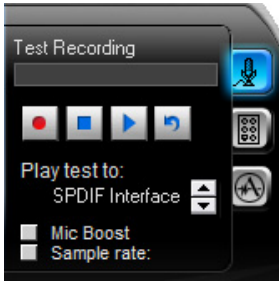 Test Recording
Play test to:
SPDIF Interface
Mic Boost
Sample rate: